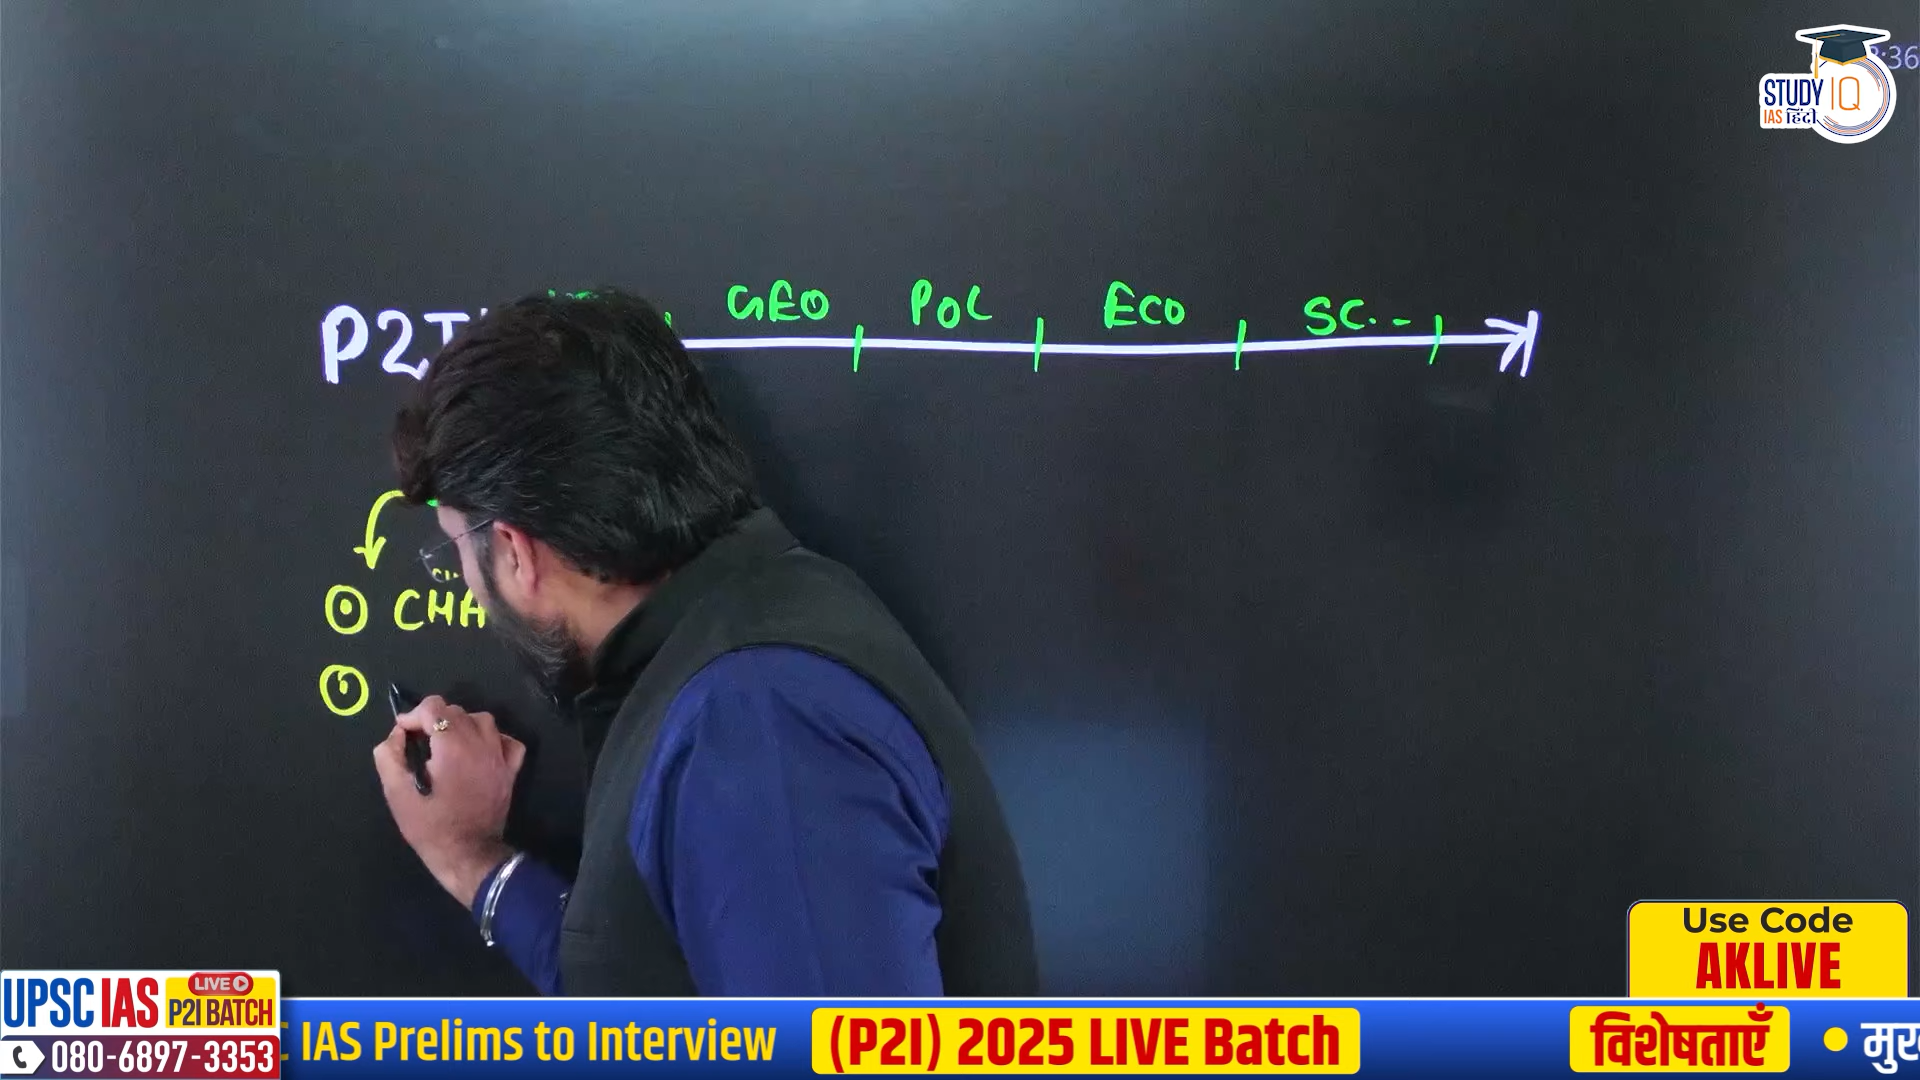 :36
STUDY IQ
IAS हिंदी
GEO POL ECO SC..-
P2I
CHA
Use Code
AKLIVE
LIVE
UPSC IAS P2I BATCH
080-6897-3353
C IAS Prelims to Interview (P2I) 2025 LIVE Batch विशेषताएँ • मुख